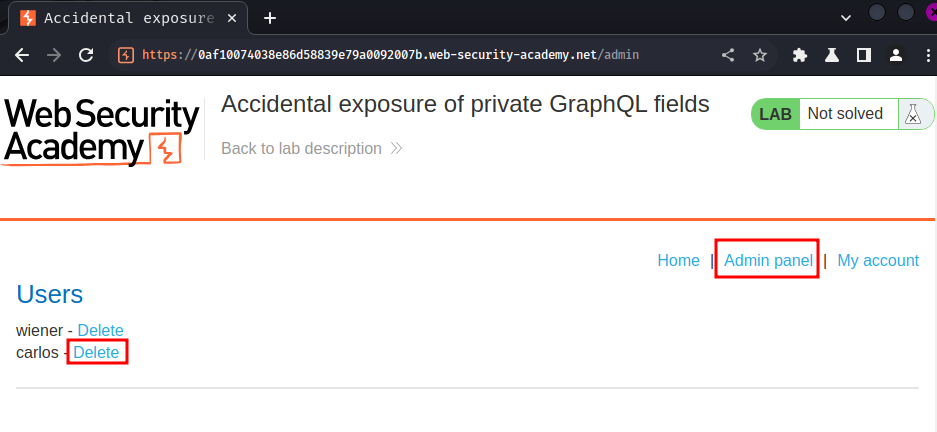 Accidental exposure
https://0af10074038e86d58839e79a0092007b.web-security-academy.net/admin
Web Security
Academy
Accidental exposure of private GraphQL fields
Back to lab description
LAB Not solved
Home | Admin panel | My account
Users
wiener - Delete
carlos - Delete